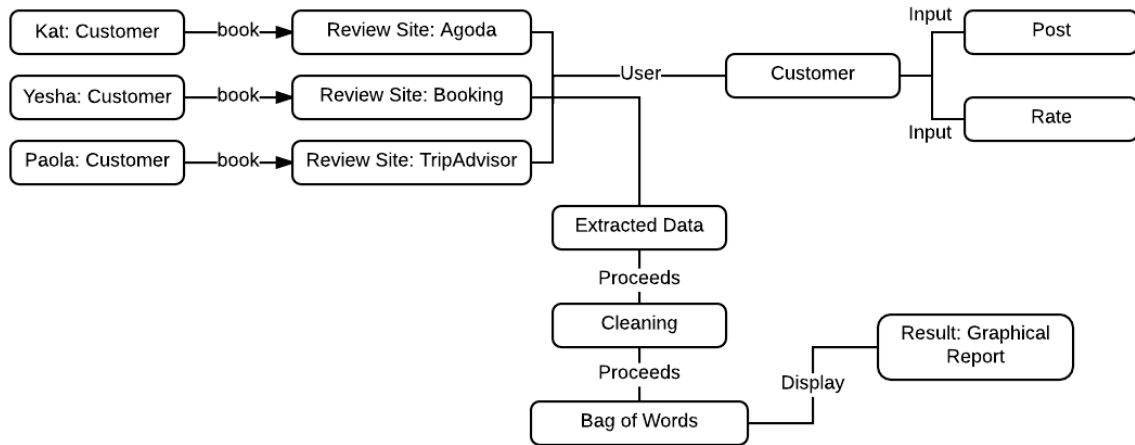 Kat: Customer
book
Review Site: Agoda
Input
Post
User
Customer
Yesha: Customer
book
Review Site: Booking
Input
Rate
Paola: Customer
book
Review Site: TripAdvisor
Extracted Data
Proceeds
Cleaning
Proceeds
Bag of Words
Display
Result: Graphical
Report